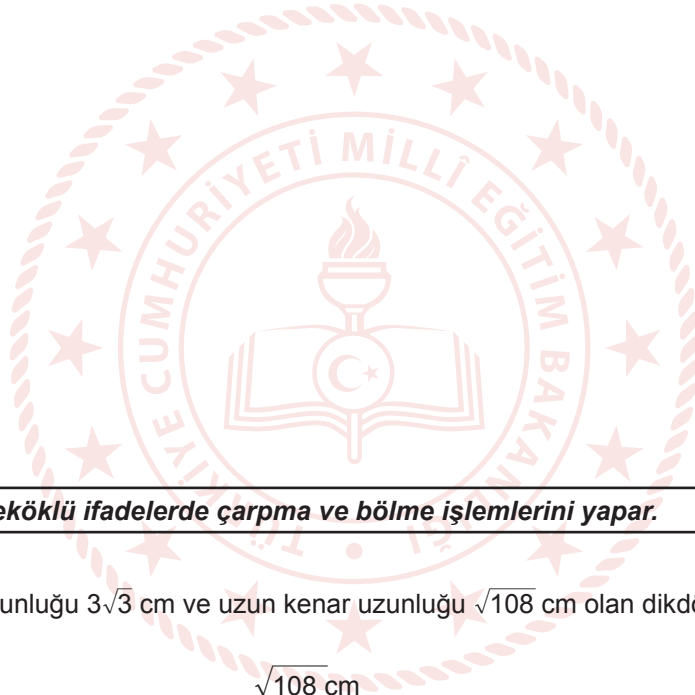 TÜRKİYE CUMHURİYETİ MİLLÎ EĞİTİM BAKANLIĞI
eköklü ifadelerde çarpma ve bölme işlemlerini yapar.
unluğu 3√3 cm ve uzun kenar uzunluğu √108 cm olan dikdö
√108 cm